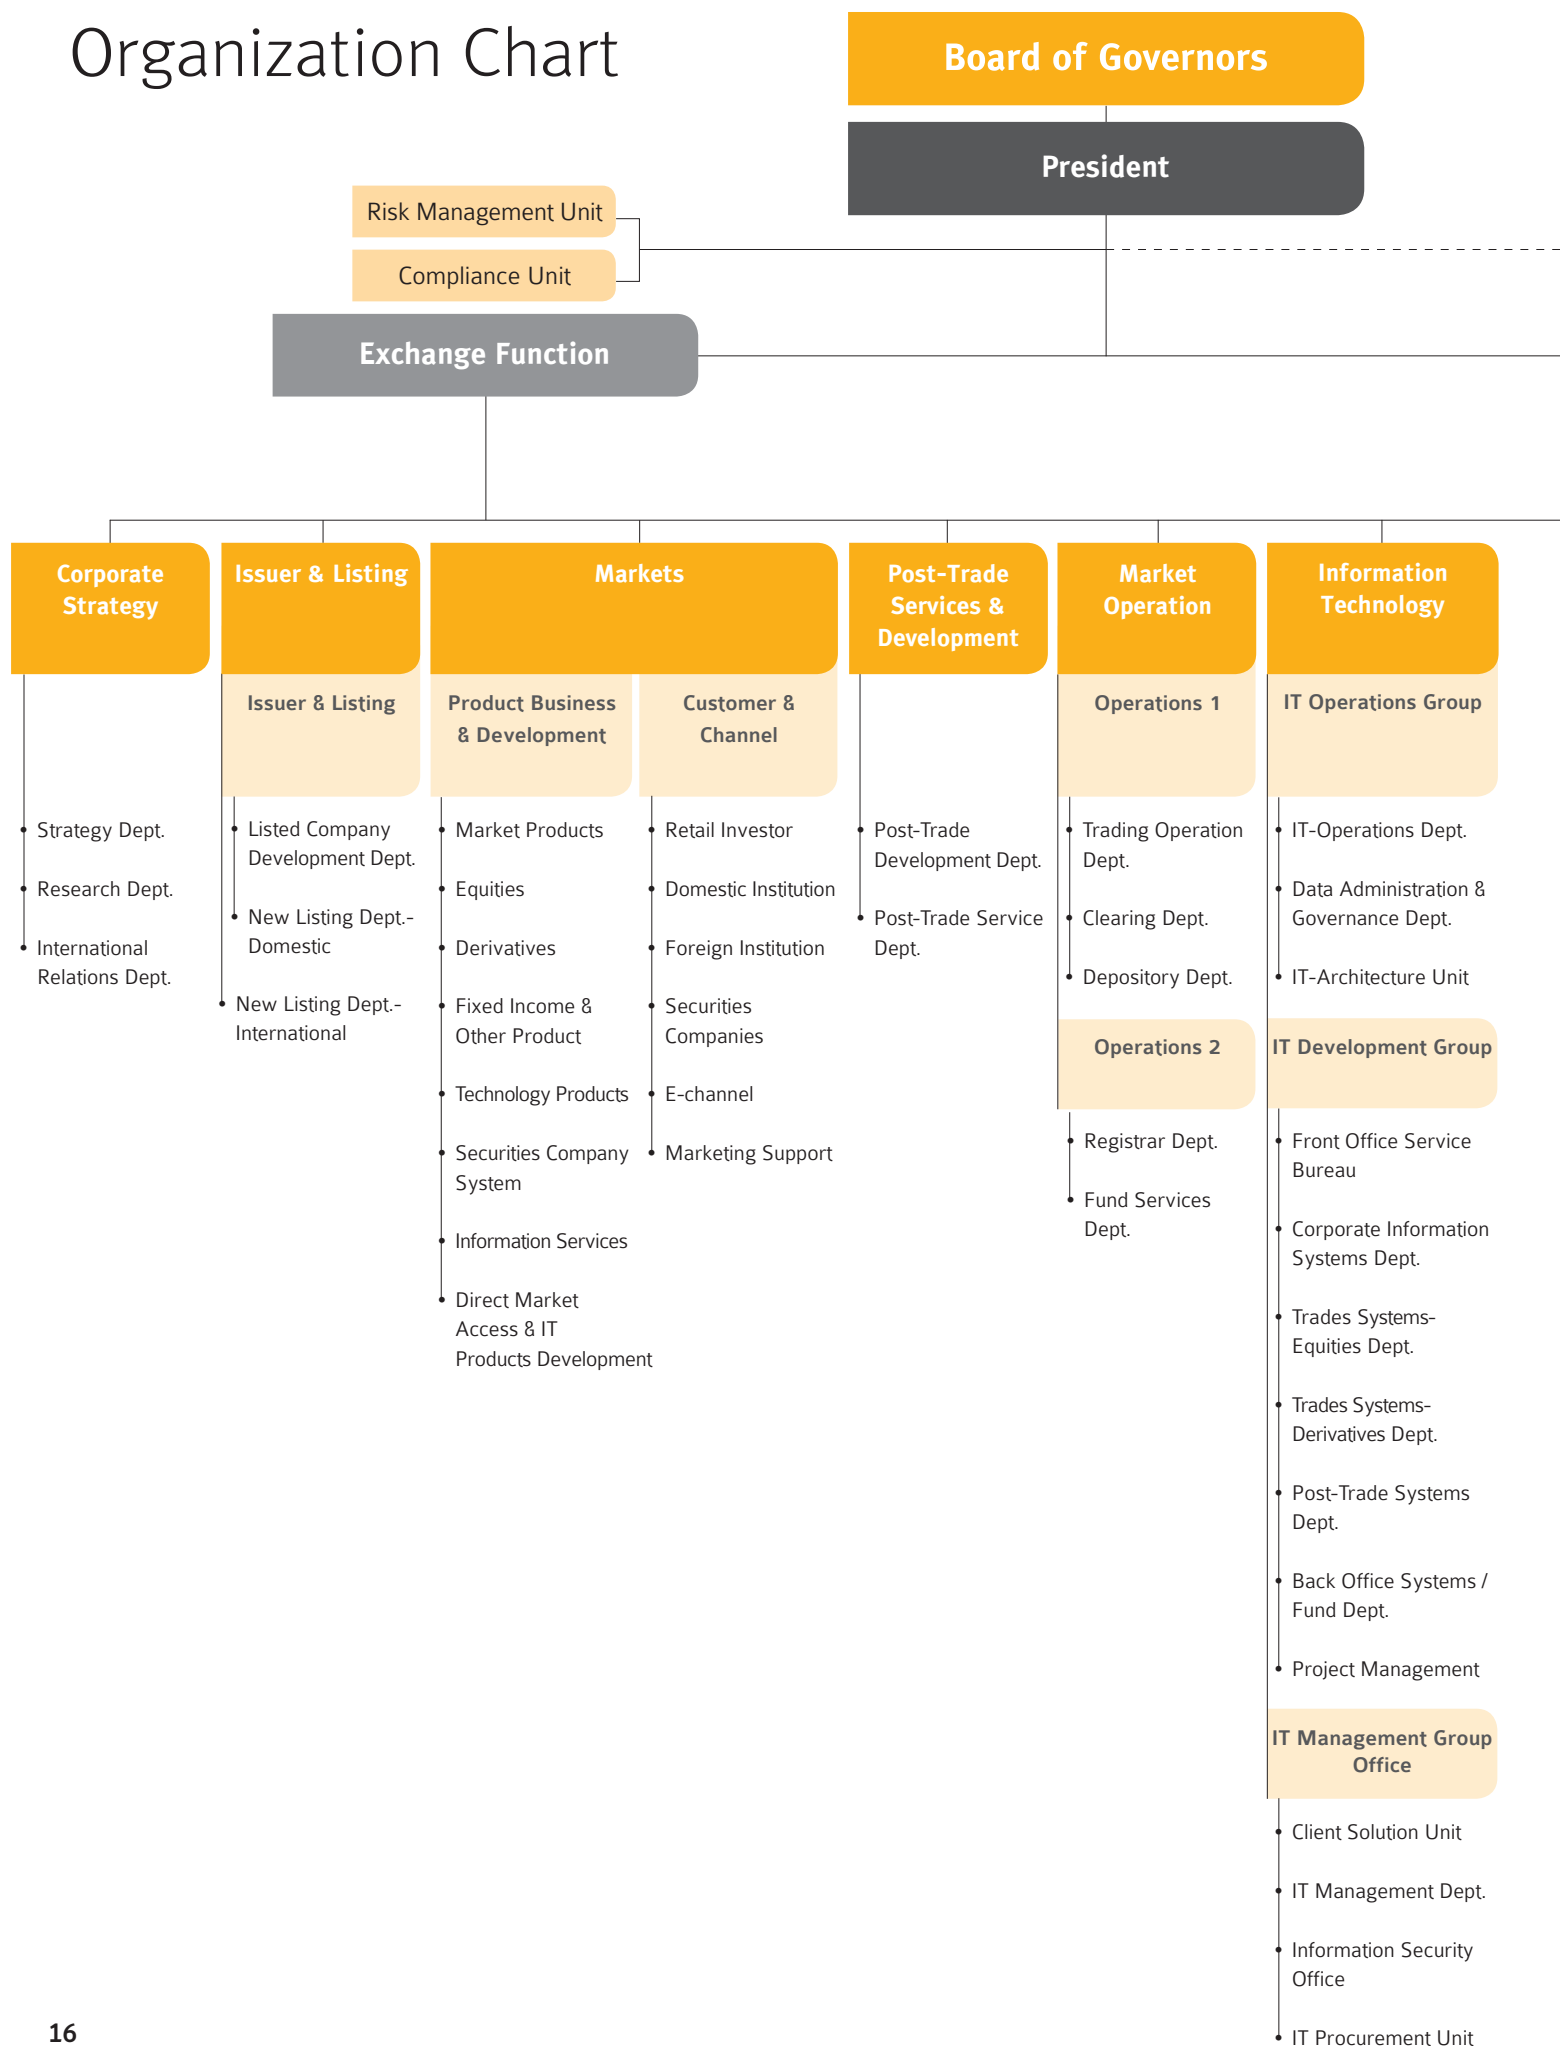 Organization Chart
Board of Governors
President
Risk Management Unit
Compliance Unit
Exchange Function
Corporate
Strategy
Strategy Dept.
Research Dept.
International
Relations Dept.
Issuer & Listing
Issuer & Listing
Listed Company
Development Dept.
New Listing Dept.-
Domestic
New Listing Dept.-
International
Markets
Product Business
& Development
Market Products
Equities
Derivatives
Fixed Income &
Other Product
Technology Products
Securities Company
System
Information Services
Direct Market
Access & IT
Products Development
Customer &
Channel
Retail Investor
Domestic Institution
Foreign Institution
Securities
Companies
E-channel
Marketing Support
Post-Trade
Services &
Development
Post-Trade
Development Dept.
Post-Trade Service
Dept.
Market
Operation
Operations 1
Trading Operation
Dept.
Clearing Dept.
Depository Dept.
Operations 2
Registrar Dept.
Fund Services
Dept.
Information
Technology
IT Operations Group
IT-Operations Dept.
Data Administration &
Governance Dept.
IT-Architecture Unit
IT Development Group
Front Office Service
Bureau
Corporate Information
Systems Dept.
Trades Systems-
Equities Dept.
Trades Systems-
Derivatives Dept.
Post-Trade Systems
Dept.
Back Office Systems /
Fund Dept.
Project Management
IT Management Group
Office
Client Solution Unit
IT Management Dept.
Information Security
Office
IT Procurement Unit
16